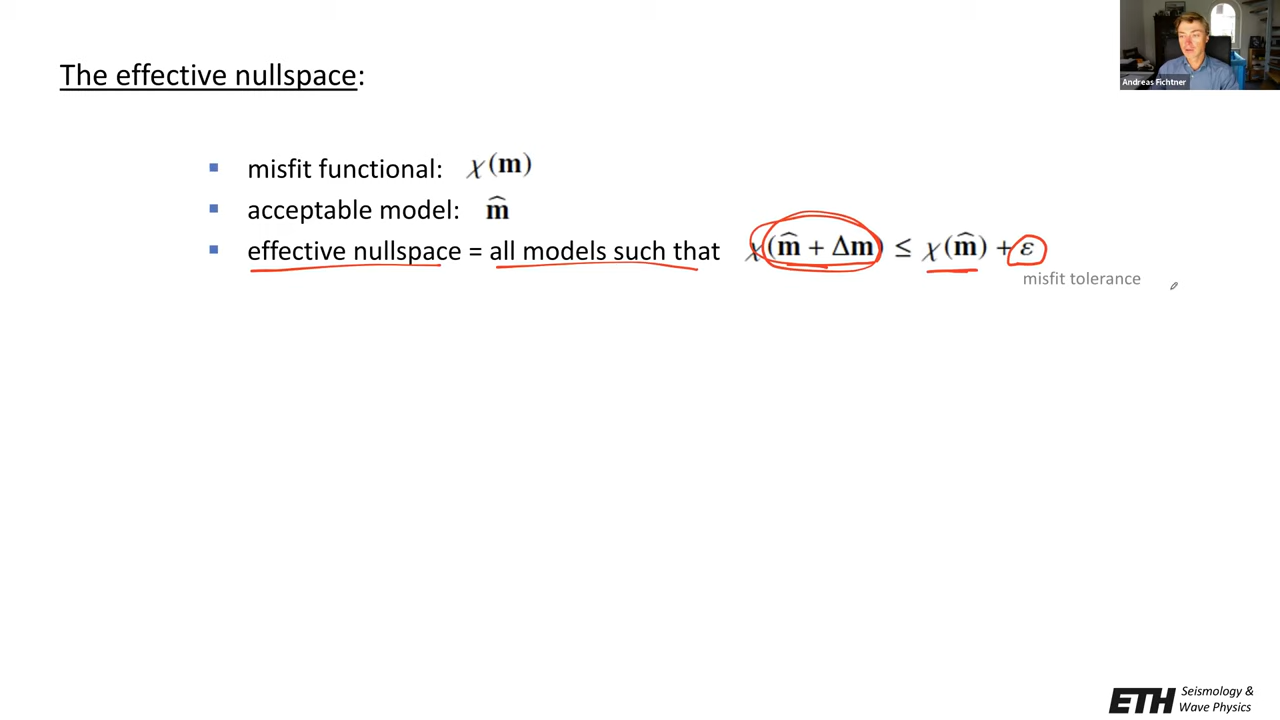 Andreas Fichtner
The effective nullspace:
▪ misfit functional: χ(m)
▪ acceptable model: m̂
▪ effective nullspace = all models such that χ(m̂ + Δm) ≤ χ(m̂) + ε
misfit tolerance
ETH Seismology &
Wave Physics